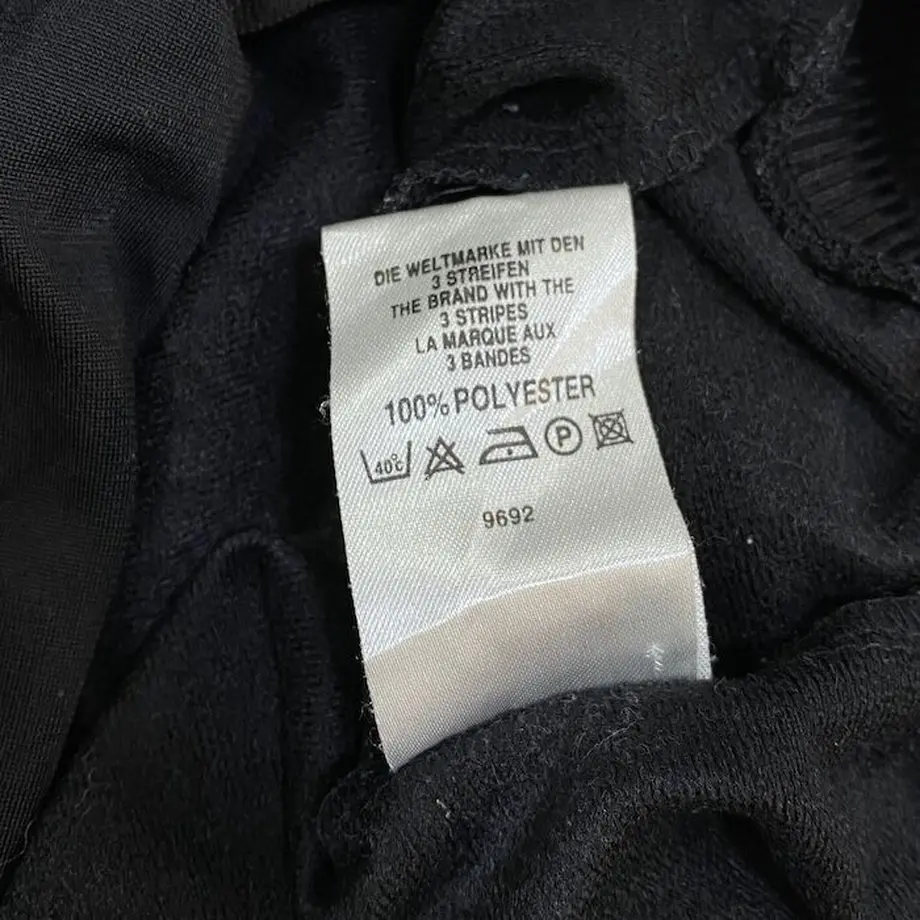 DIE WELTMARKE MIT DEN
3 STREIFEN
THE BRAND WITH THE
3 STRIPES
LA MARQUE AUX
3 BANDES
100% POLYESTER
40°C P
9692